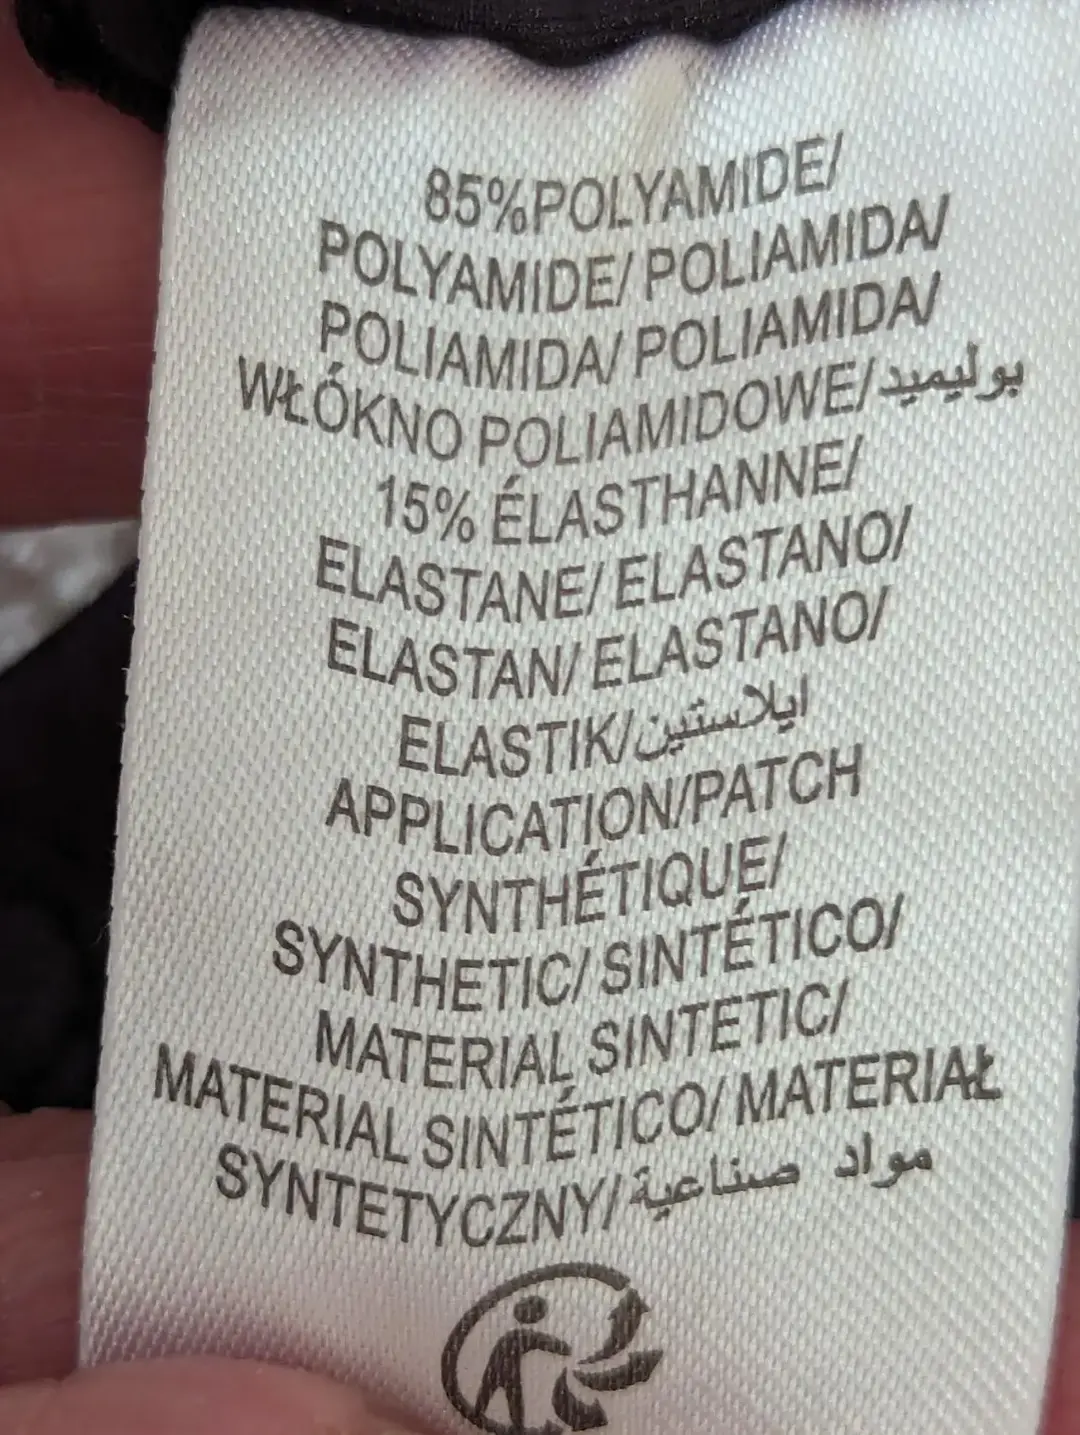 85%POLYAMIDE/
POLYAMIDE/ POLIAMIDA/
POLIAMIDA/ POLIAMIDA/
WŁÓKNO POLIAMIDOWE/بوليميد
15% ÉLASTHANNE/
ELASTANE/ ELASTANO/
ELASTAN/ ELASTANO/
ELASTIK/ايلاستين
APPLICATION/PATCH
SYNTHÉTIQUE/
SYNTHETIC/ SINTÉTICO/
MATERIAL SINTETIC/
MATERIAL SINTÉTICO/ MATERIAŁ
SYNTETYCZNY/مواد صناعية